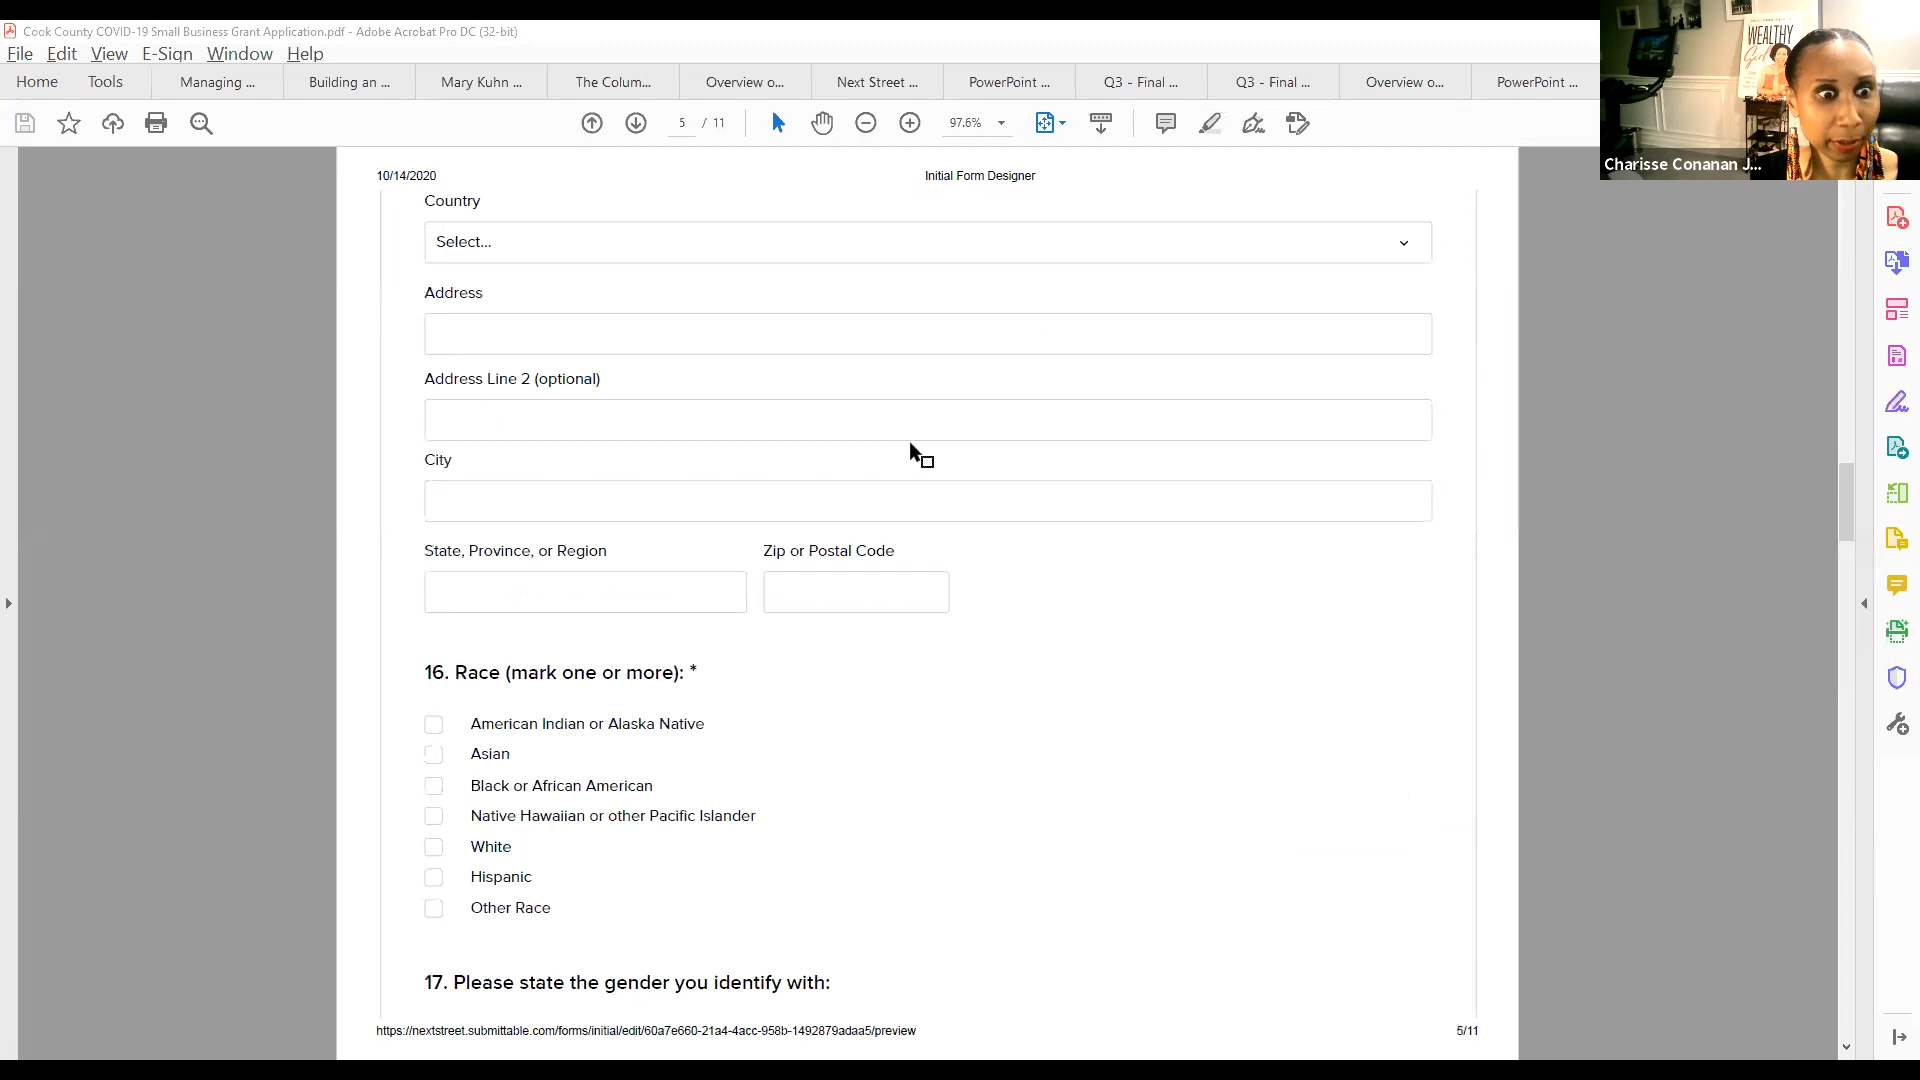 Cook County COVID-19 Small Business Grant Application.pdf - Adobe Acrobat Pro DC (32-bit)
File Edit View E-Sign Window Help
Home Tools Managing ... Building an ... Mary Kuhn ... The Colum... Overview o... Next Street ... PowerPoint ... Q3 - Final ... Q3 - Final ... Overview o... PowerPoint ...
5 / 11 97.6%
WEALTHY
Girl
Charisse Conanan J...
10/14/2020 Initial Form Designer
Country
Select...
Address
Address Line 2 (optional)
City
State, Province, or Region Zip or Postal Code
16. Race (mark one or more): *
American Indian or Alaska Native
Asian
Black or African American
Native Hawaiian or other Pacific Islander
White
Hispanic
Other Race
17. Please state the gender you identify with:
https://nextstreet.submittable.com/forms/initial/edit/60a7e660-21a4-4acc-958b-1492879adaa5/preview 5/11